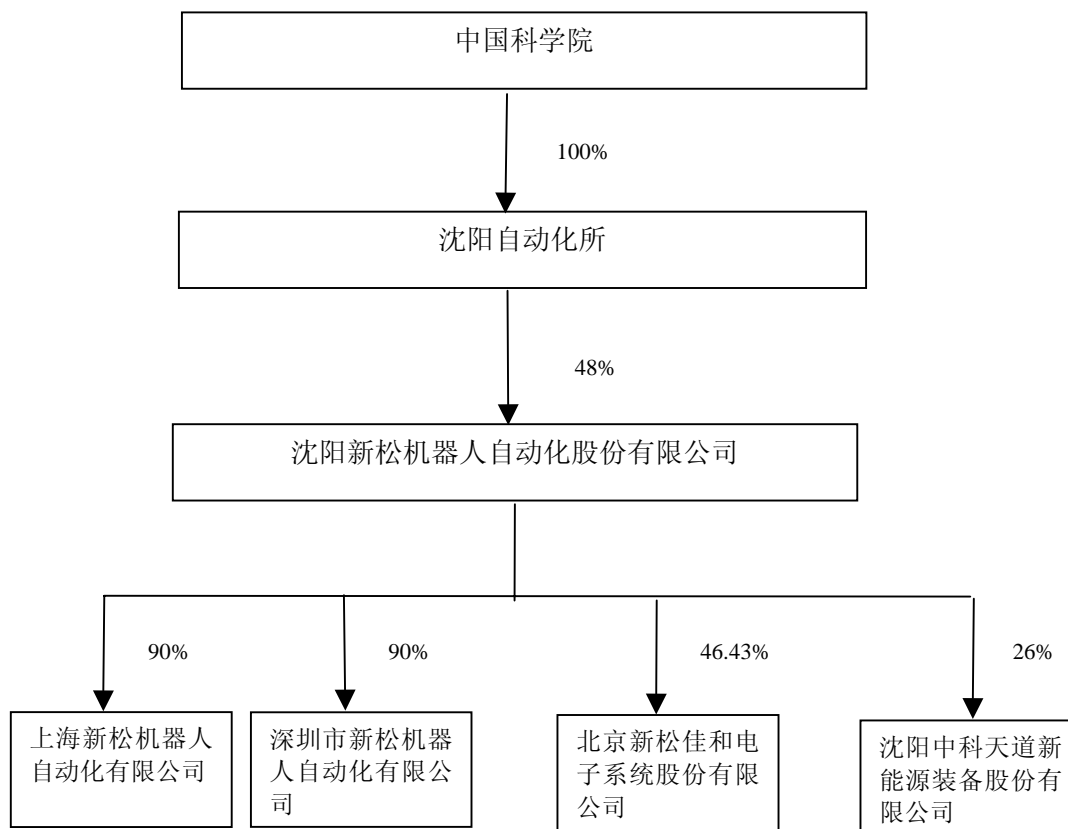 中国科学院
100%
沈阳自动化所
48%
沈阳新松机器人自动化股份有限公司
90%
90%
46.43%
26%
上海新松机器人
自动化有限公司
深圳市新松机器
人自动化有限公
司
北京新松佳和电
子系统股份有限
公司
沈阳中科天道新
能源装备股份有
限公司